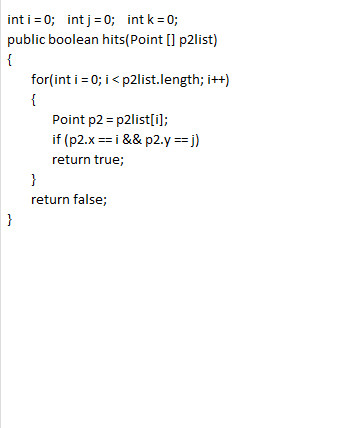 int i = 0;   int j = 0;   int k = 0;
public boolean hits(Point [] p2list)
{
for(int i = 0; i < p2list.length; i++)
{
Point p2 = p2list[i];
if (p2.x == i && p2.y == j)
return true;
}
return false;
}